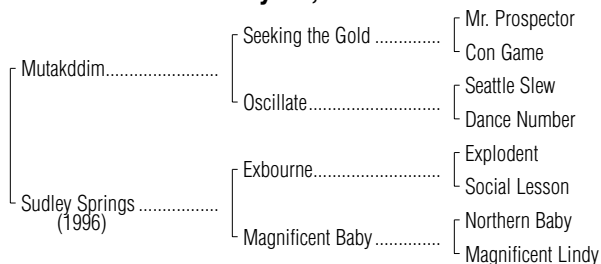 Mr. Prospector
Seeking the Gold ..............
Con Game
Mutakddim........................
Seattle Slew
Oscillate............................
Dance Number
Explodent
Exbourne...........................
Social Lesson
Sudley Springs .................
(1996)
Northern Baby
Magnificent Baby..............
Magnificent Lindy